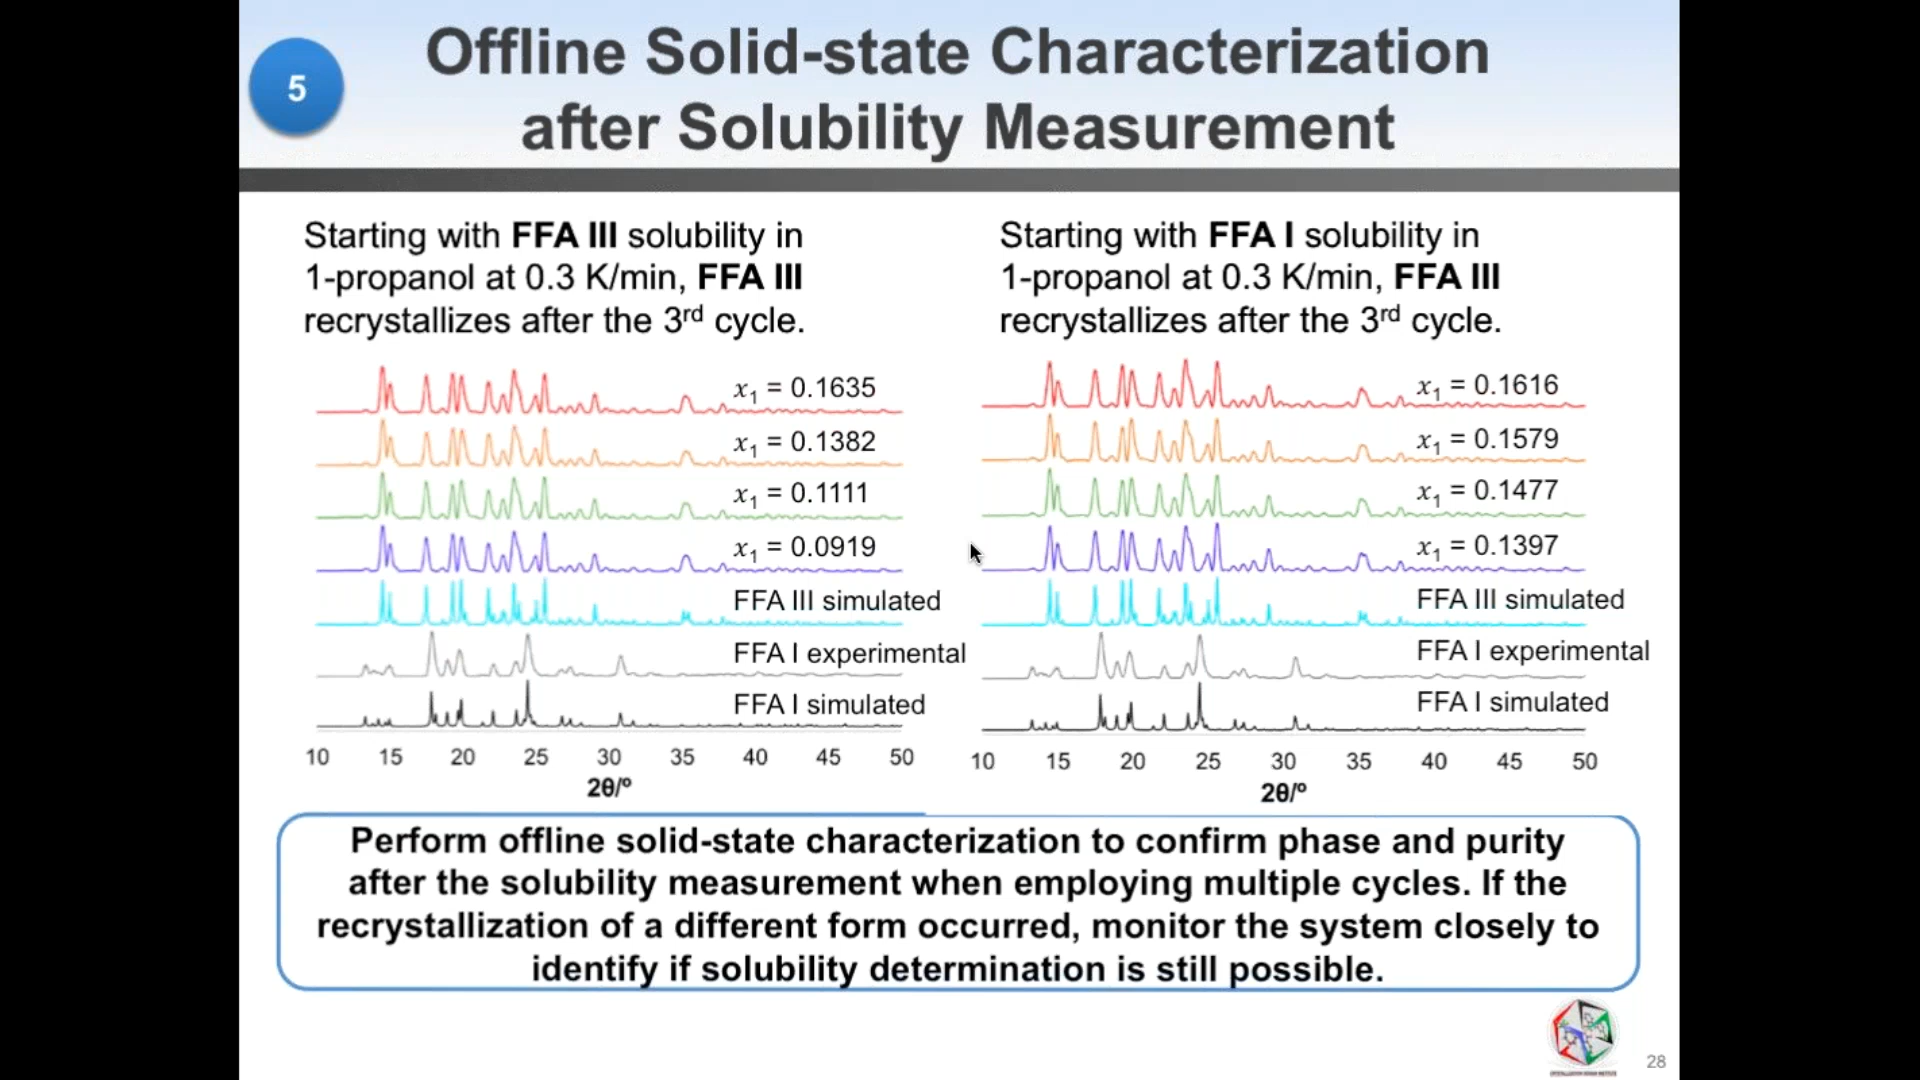 5
Offline Solid-state Characterization
after Solubility Measurement
Starting with FFA III solubility in
1-propanol at 0.3 K/min, FFA III
recrystallizes after the 3rd cycle.
x1 = 0.1635
x1 = 0.1382
x1 = 0.1111
x1 = 0.0919
FFA III simulated
FFA I experimental
FFA I simulated
10 15 20 25 30 35 40 45 50
2θ/º
Starting with FFA I solubility in
1-propanol at 0.3 K/min, FFA III
recrystallizes after the 3rd cycle.
x1 = 0.1616
x1 = 0.1579
x1 = 0.1477
x1 = 0.1397
FFA III simulated
FFA I experimental
FFA I simulated
10 15 20 25 30 35 40 45 50
2θ/º
Perform offline solid-state characterization to confirm phase and purity
after the solubility measurement when employing multiple cycles. If the
recrystallization of a different form occurred, monitor the system closely to
identify if solubility determination is still possible.
28